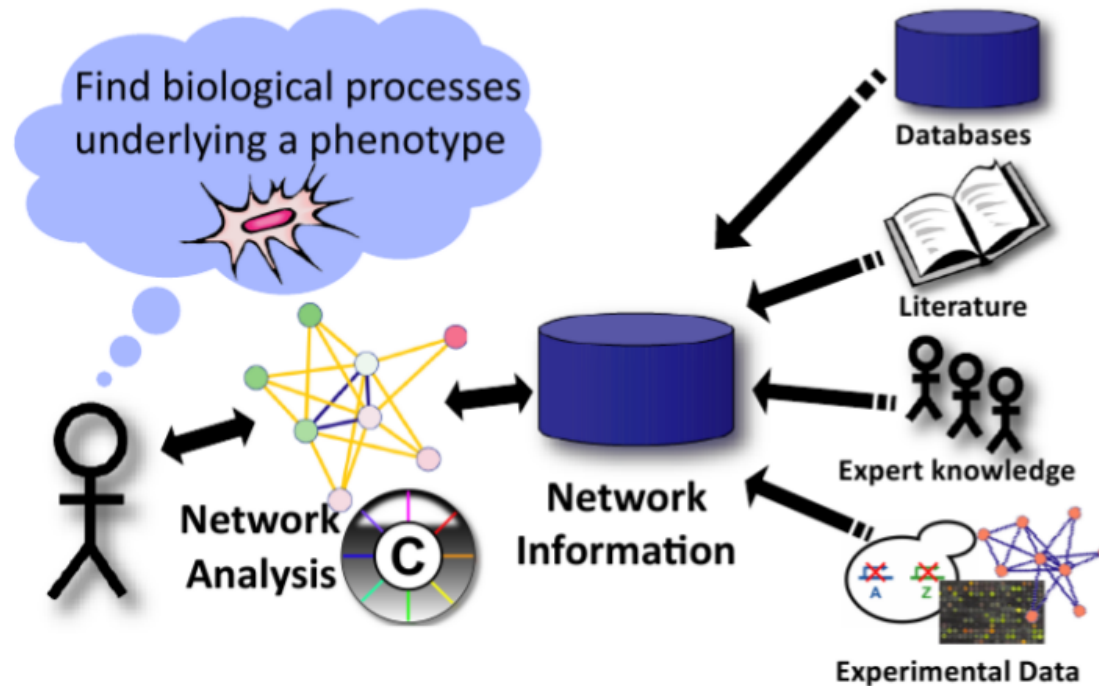 Find biological processes
underlying a phenotype
Databases
Literature
Expert knowledge
A Z
Experimental Data
Network
Information
Network
Analysis
C